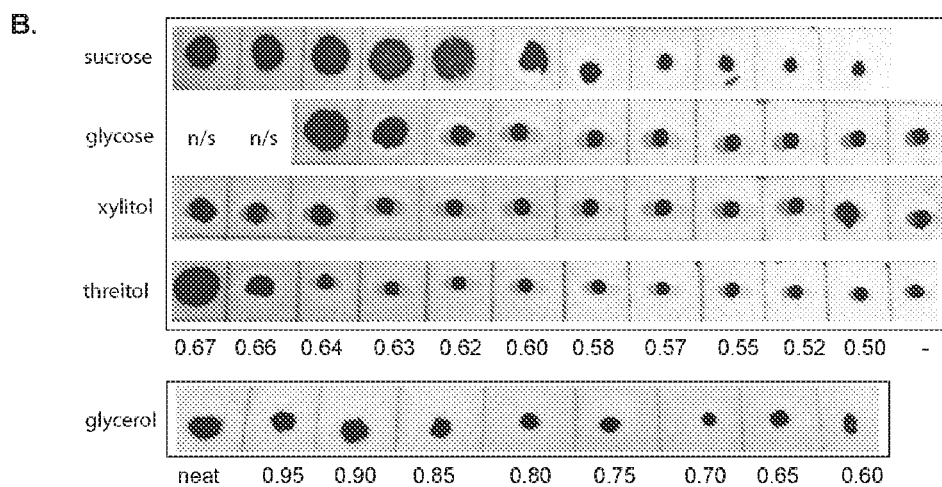 B.
sucrose
glycose n/s n/s
xylitol
threitol
0.67 0.66 0.64 0.63 0.62 0.60 0.58 0.57 0.55 0.52 0.50 -
glycerol
neat 0.95 0.90 0.85 0.80 0.75 0.70 0.65 0.60